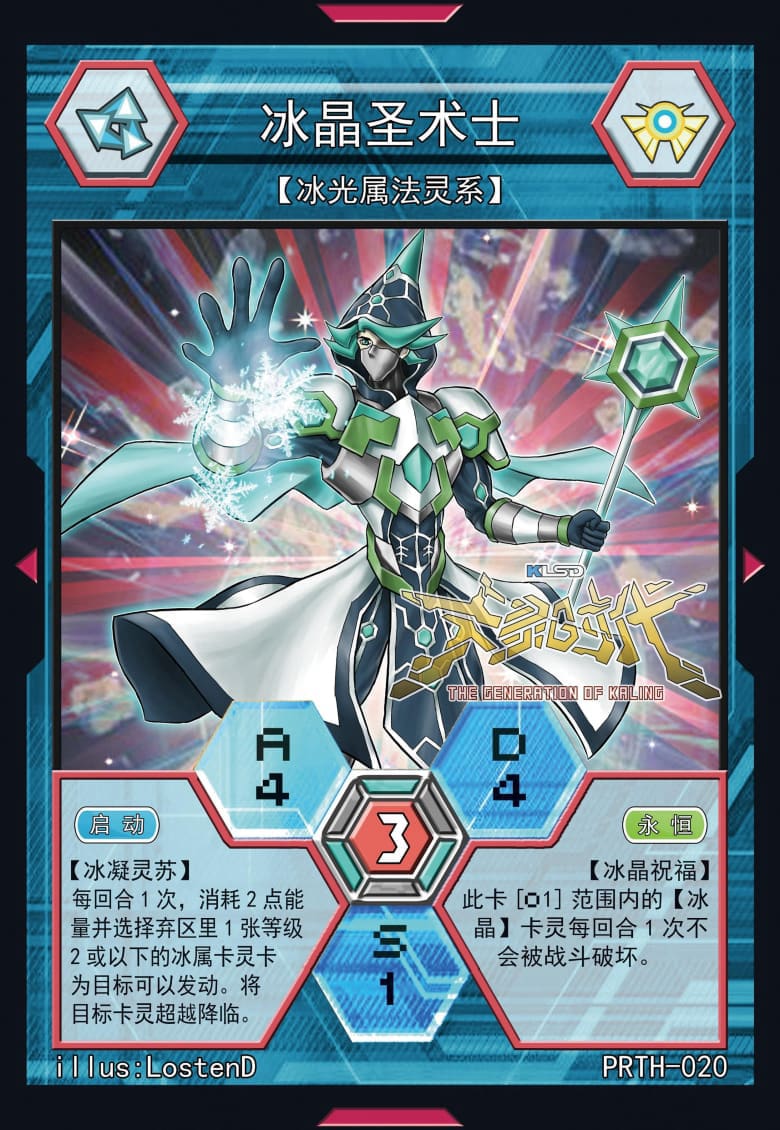 冰晶圣术士
【冰光属法灵系】
KLSD
卡灵时代
THE GENERATION OF KALING
A
4
D
4
3
S
1
启动
【冰凝灵苏】
每回合1次，消耗2点能
量并选择弃区里1张等级
2或以下的冰属卡灵卡
为目标可以发动。将
目标卡灵超越降临。
永恒
【冰晶祝福】
此卡[O1]范围内的【冰
晶】卡灵每回合1次不
会被战斗破坏。
illus:LostenD
PRTH-020